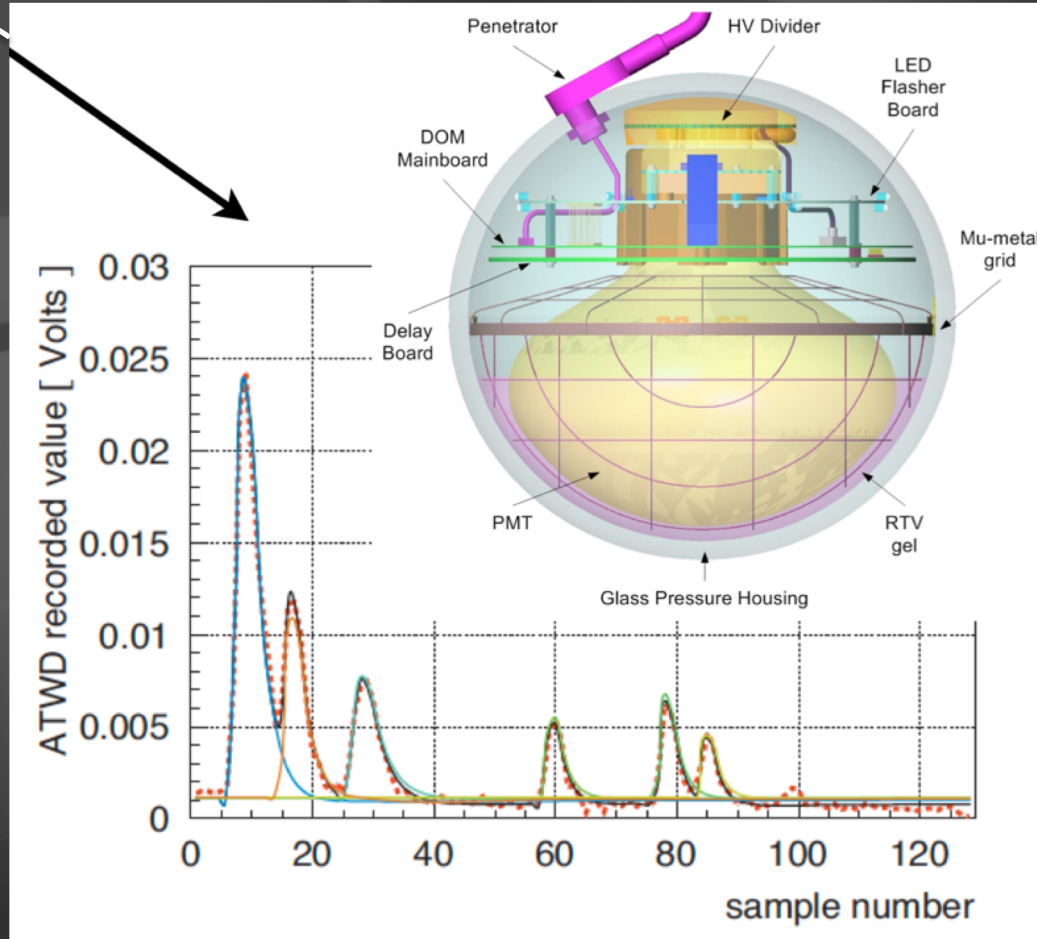 Penetrator
HV Divider
LED
Flasher
Board
DOM
Mainboard
Mu-metal
grid
Delay
Board
PMT
RTV
gel
Glass Pressure Housing
ATWD recorded value [ Volts ]
0.03
0.025
0.02
0.015
0.01
0.005
0
0 20 40 60 80 100 120
sample number